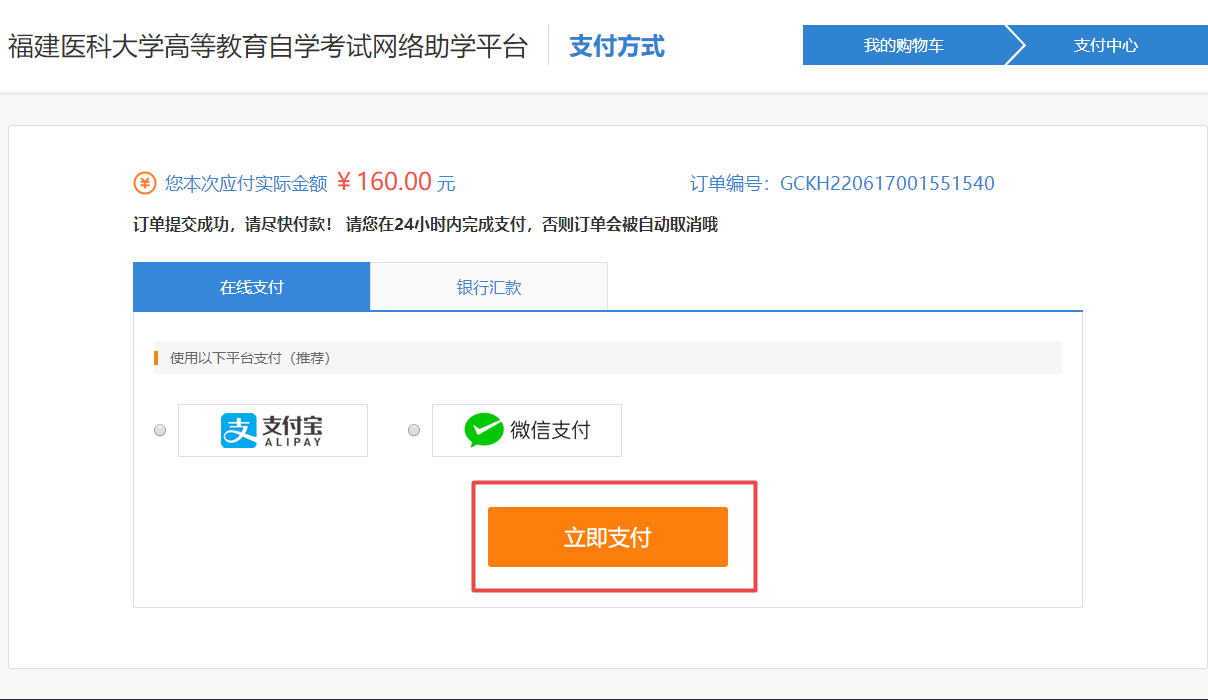 福建医科大学高等教育自学考试网络助学平台 支付方式 我的购物车 支付中心
您本次应付实际金额 ¥160.00 元 订单编号：GCKH220617001551540
订单提交成功，请尽快付款！ 请您在24小时内完成支付，否则订单会被自动取消哦
在线支付 银行汇款
使用以下平台支付（推荐）
支 支付宝 ALIPAY 微信支付
立即支付